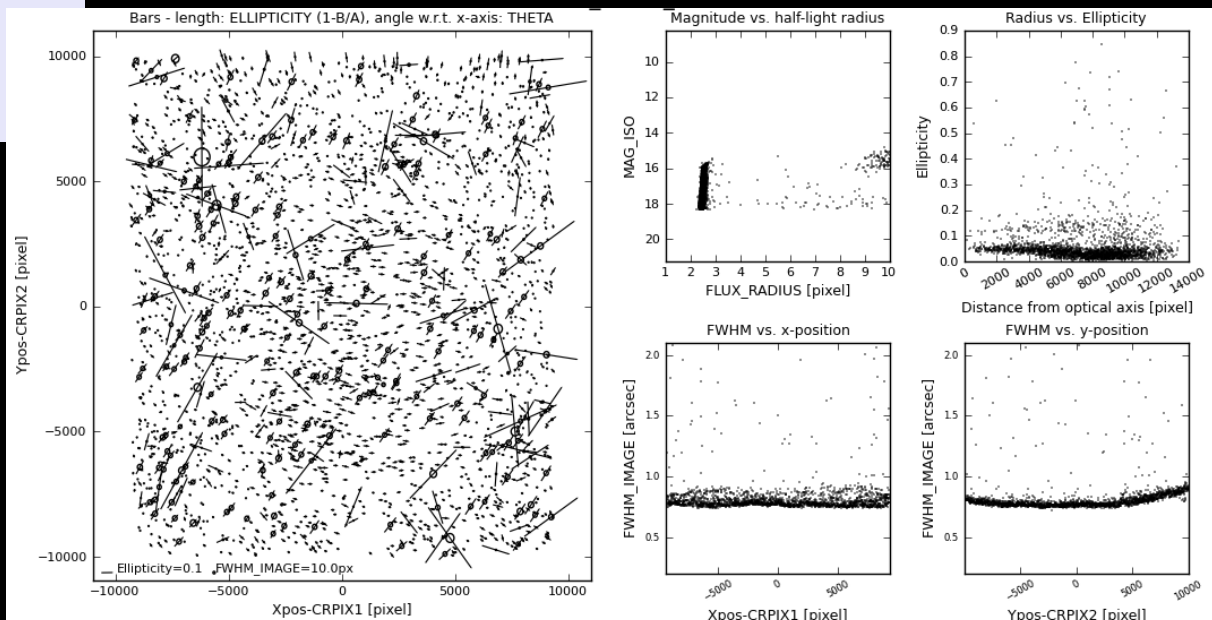 Bars - length: ELLIPTICITY (1-B/A), angle w.r.t. x-axis: THETA
10000
5000
0
−5000
−10000
Ypos-CRPIX2 [pixel]
Ellipticity=0.1 FWHM_IMAGE=10.0px
−10000 −5000 0 5000 10000
Xpos-CRPIX1 [pixel]
Magnitude vs. half-light radius
10
12
14
16
18
20
MAG_ISO
1 2 3 4 5 6 7 8 9 10
FLUX_RADIUS [pixel]
Radius vs. Ellipticity
0.9
0.8
0.7
0.6
0.5
0.4
0.3
0.2
0.1
0.0
Ellipticity
0 2000 4000 6000 8000 10000 12000 14000
Distance from optical axis [pixel]
FWHM vs. x-position
2.0
1.5
1.0
0.5
FWHM_IMAGE [arcsec]
−5000 0 5000
Xpos-CRPIX1 [pixel]
FWHM vs. y-position
2.0
1.5
1.0
0.5
FWHM_IMAGE [arcsec]
−5000 0 5000 10000
Ypos-CRPIX2 [pixel]